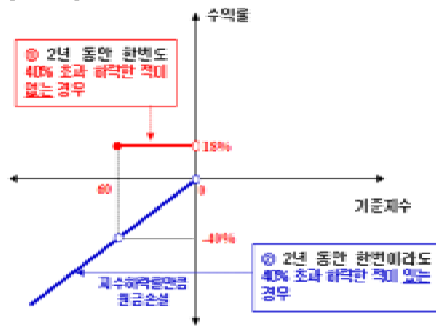 수익률
② 2년 동안 한번도
40% 초과 하락한 적이
없는 경우
18%
60
0
기준지수
-40%
지수하락률만큼
원금손실
② 2년 동안 한번이라도
40% 초과 하락한 적이 있는
경우